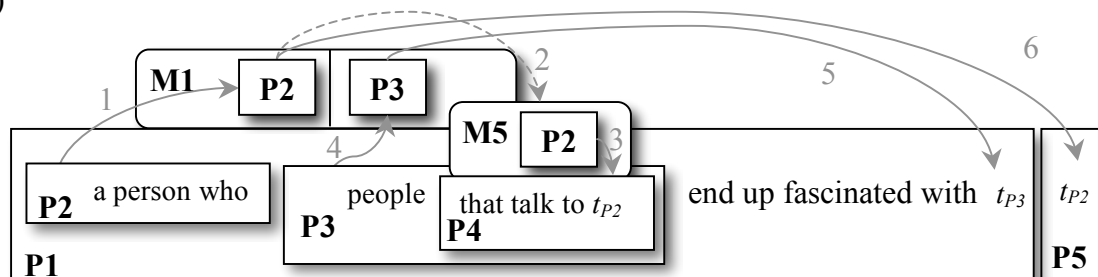 )
6
M1 P2 P3 2
5
1
M5 P2 3
4
P2 a person who
people
that talk to tP2
end up fascinated with tP3
tP2
P3
P4
P1
P5